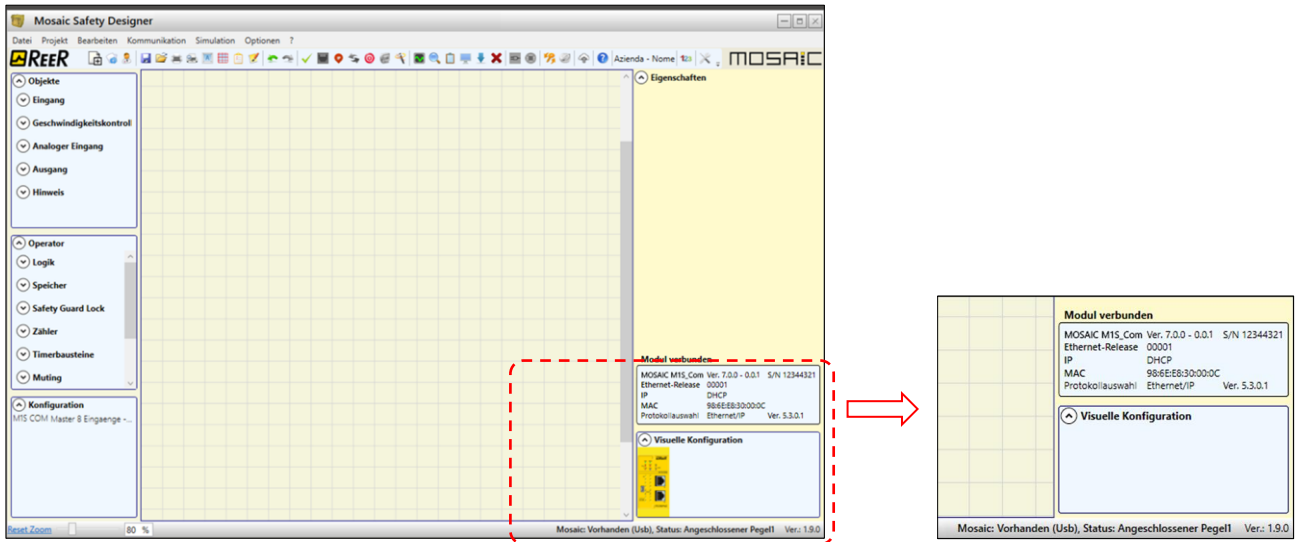 Mosaic Safety Designer
Datei Projekt Bearbeiten Kommunikation Simulation Optionen ?
REER Azienda - Nome MOSAIC
Objekte
Eingang
Geschwindigkeitskontroll
Analoger Eingang
Ausgang
Hinweis
Operator
Logik
Speicher
Safety Guard Lock
Zähler
Timerbausteine
Muting
Konfiguration
M1S COM Master 8 Eingaenge -...
Reset Zoom 80 %
Eigenschaften
Modul verbunden
MOSAIC M1S_Com Ver. 7.0.0 - 0.0.1 S/N 12344321
Ethernet-Release 00001
IP DHCP
MAC 98:6E:E8:30:00:0C
Protokollauswahl Ethernet/IP Ver. 5.3.0.1
Visuelle Konfiguration
Mosaic: Vorhanden (Usb), Status: Angeschlossener Pegel1 Ver.: 1.9.0
Modul verbunden
MOSAIC M1S_Com Ver. 7.0.0 - 0.0.1 S/N 12344321
Ethernet-Release 00001
IP DHCP
MAC 98:6E:E8:30:00:0C
Protokollauswahl Ethernet/IP Ver. 5.3.0.1
Visuelle Konfiguration
Mosaic: Vorhanden (Usb), Status: Angeschlossener Pegel1 Ver.: 1.9.0